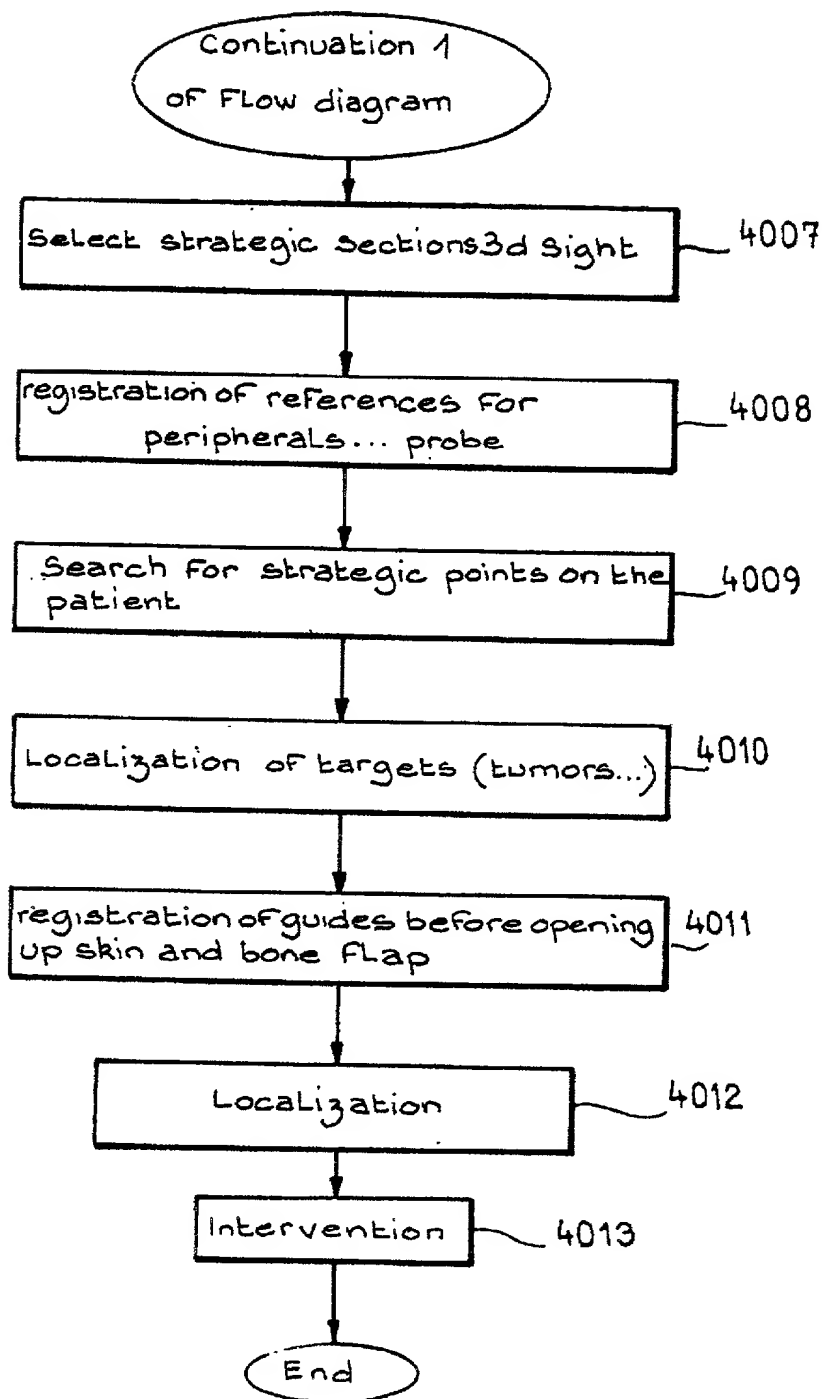 Continuation 1
of Flow diagram
Select strategic sections3d Sight
4007
registration of references for
peripherals... probe
4008
Search for strategic points on the
patient
4009
Localization of targets (tumors...)
4010
registration of guides before opening
up skin and bone flap
4011
Localization
4012
Intervention
4013
End